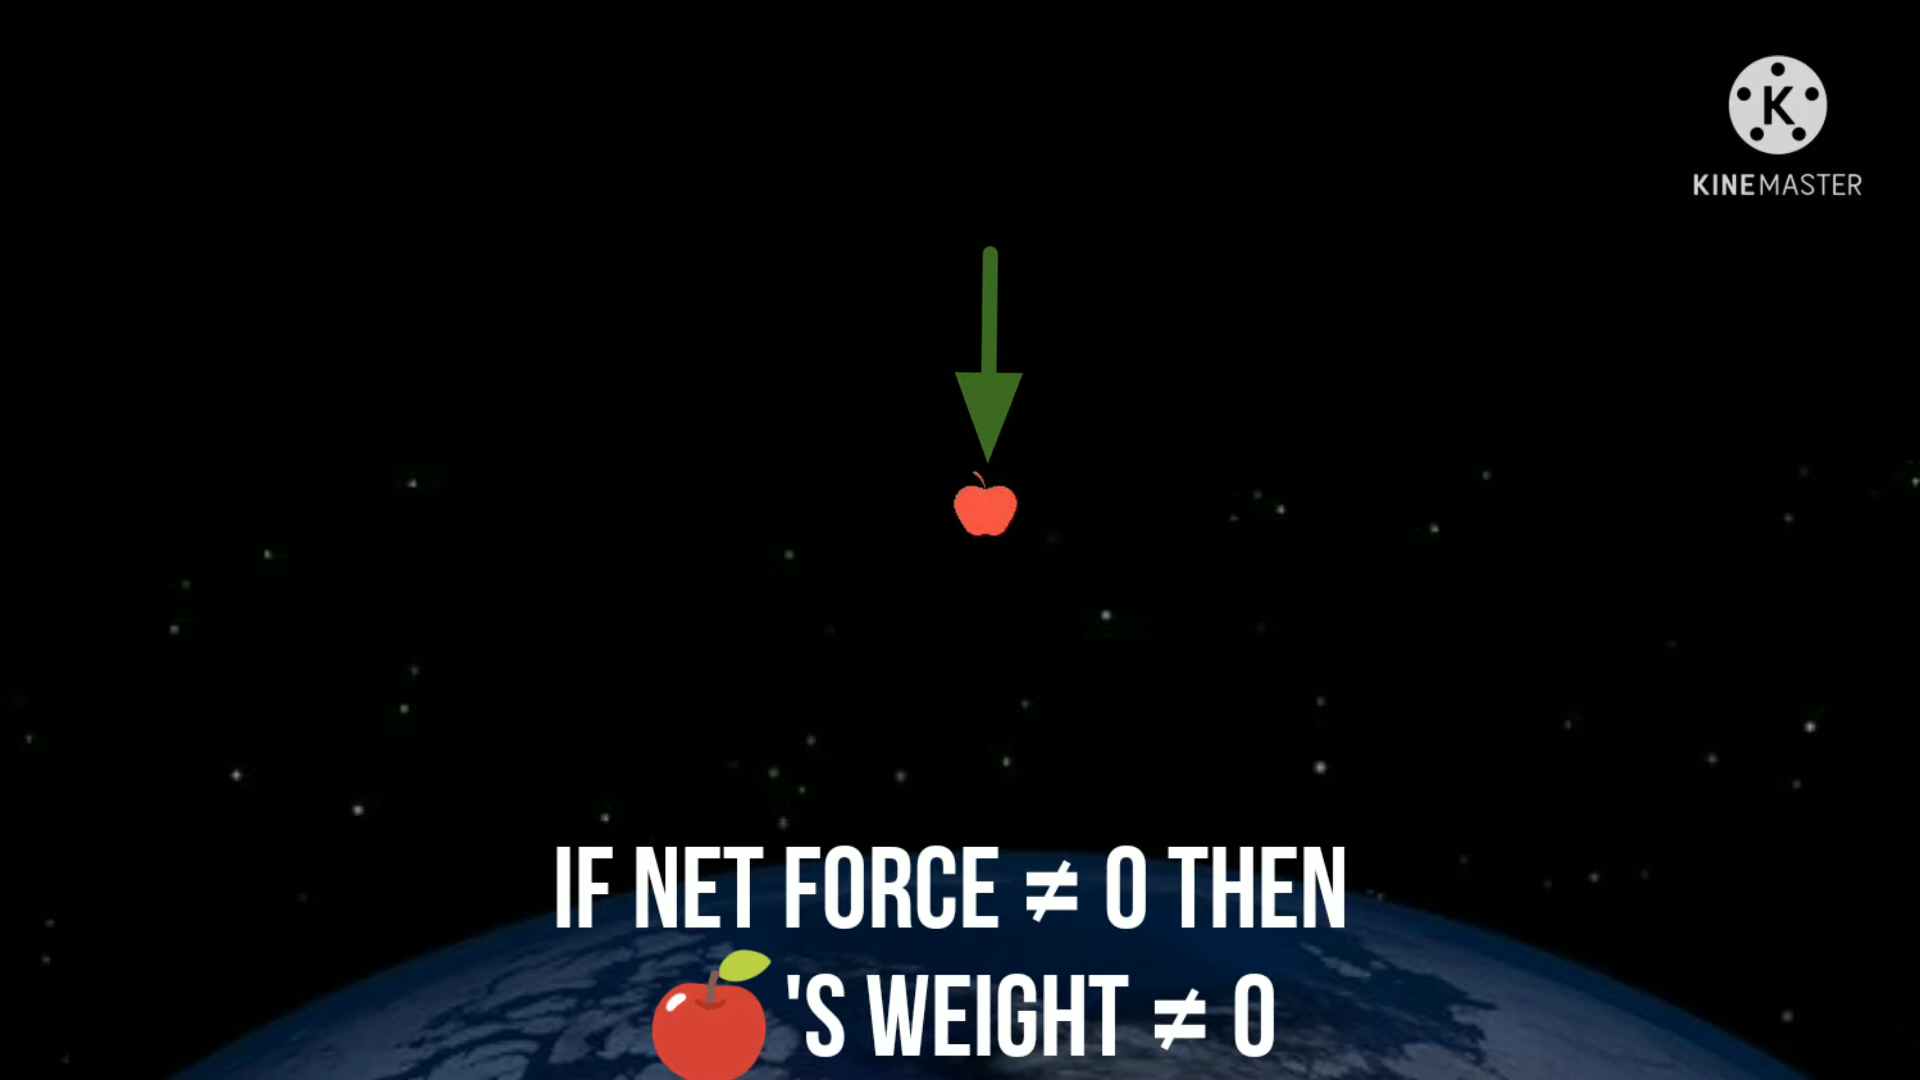 K
KINEMASTER
IF NET FORCE ≠ 0 THEN
🍎'S WEIGHT ≠ 0